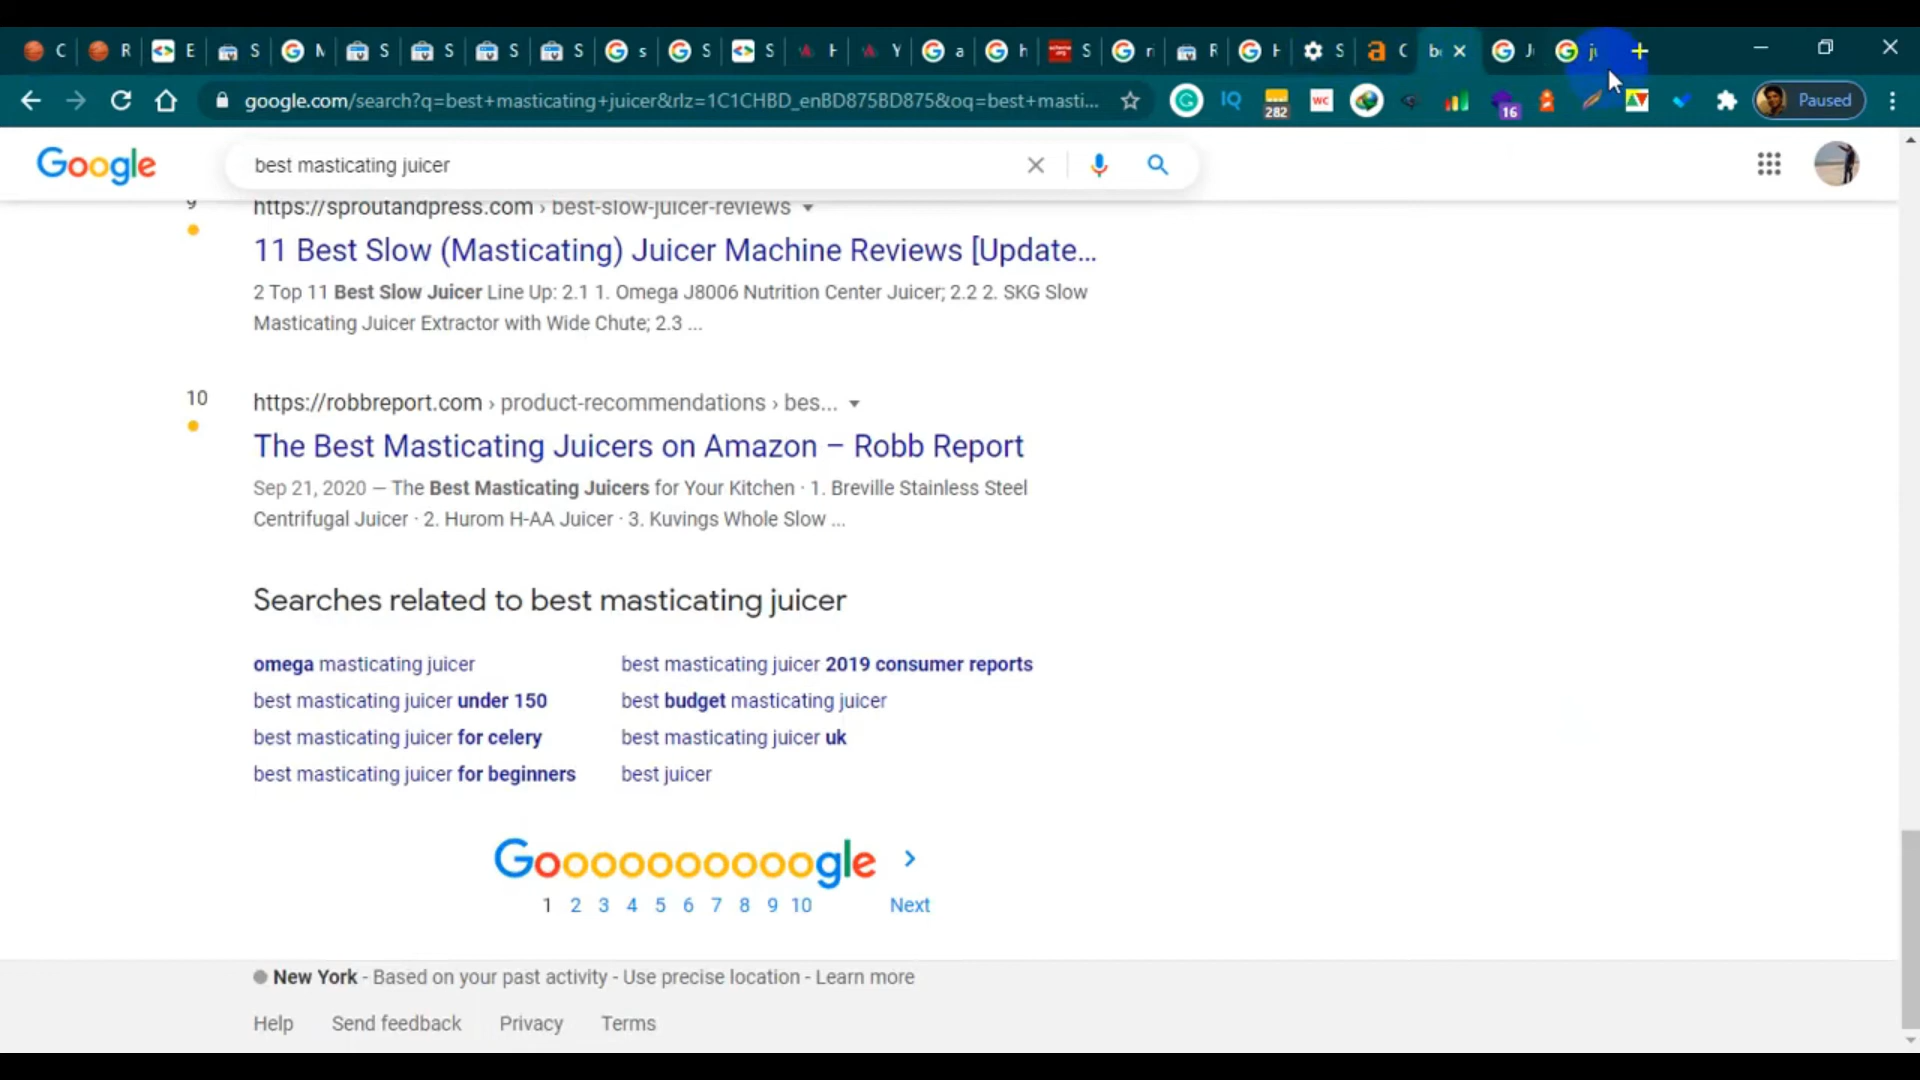 C R E S M S S S S s S S H Y a h S ri R H S C b J ju
google.com/search?q=best+masticating+juicer&rlz=1C1CHBD_enBD875BD875&oq=best+masti...
IQ 282 WC 16 Paused
Google best masticating juicer
9
https://sproutandpress.com › best-slow-juicer-reviews
11 Best Slow (Masticating) Juicer Machine Reviews [Update...
2 Top 11 Best Slow Juicer Line Up: 2.1 1. Omega J8006 Nutrition Center Juicer; 2.2 2. SKG Slow
Masticating Juicer Extractor with Wide Chute; 2.3 ...
10
https://robbreport.com › product-recommendations › bes...
The Best Masticating Juicers on Amazon – Robb Report
Sep 21, 2020 — The Best Masticating Juicers for Your Kitchen · 1. Breville Stainless Steel
Centrifugal Juicer · 2. Hurom H-AA Juicer · 3. Kuvings Whole Slow ...
Searches related to best masticating juicer
omega masticating juicer
best masticating juicer 2019 consumer reports
best masticating juicer under 150
best budget masticating juicer
best masticating juicer for celery
best masticating juicer uk
best masticating juicer for beginners
best juicer
Goooooooooogle
1 2 3 4 5 6 7 8 9 10 Next
New York - Based on your past activity - Use precise location - Learn more
Help Send feedback Privacy Terms